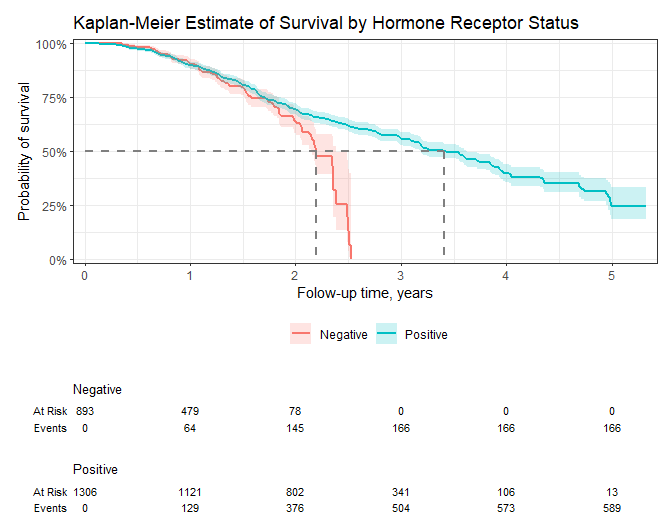 Kaplan-Meier Estimate of Survival by Hormone Receptor Status
100%
75%
50%
25%
0%
Probability of survival
0 1 2 3 4 5
Folow-up time, years
Negative Positive
Negative
At Risk 893 479 78 0 0 0
Events 0 64 145 166 166 166
Positive
At Risk 1306 1121 802 341 106 13
Events 0 129 376 504 573 589